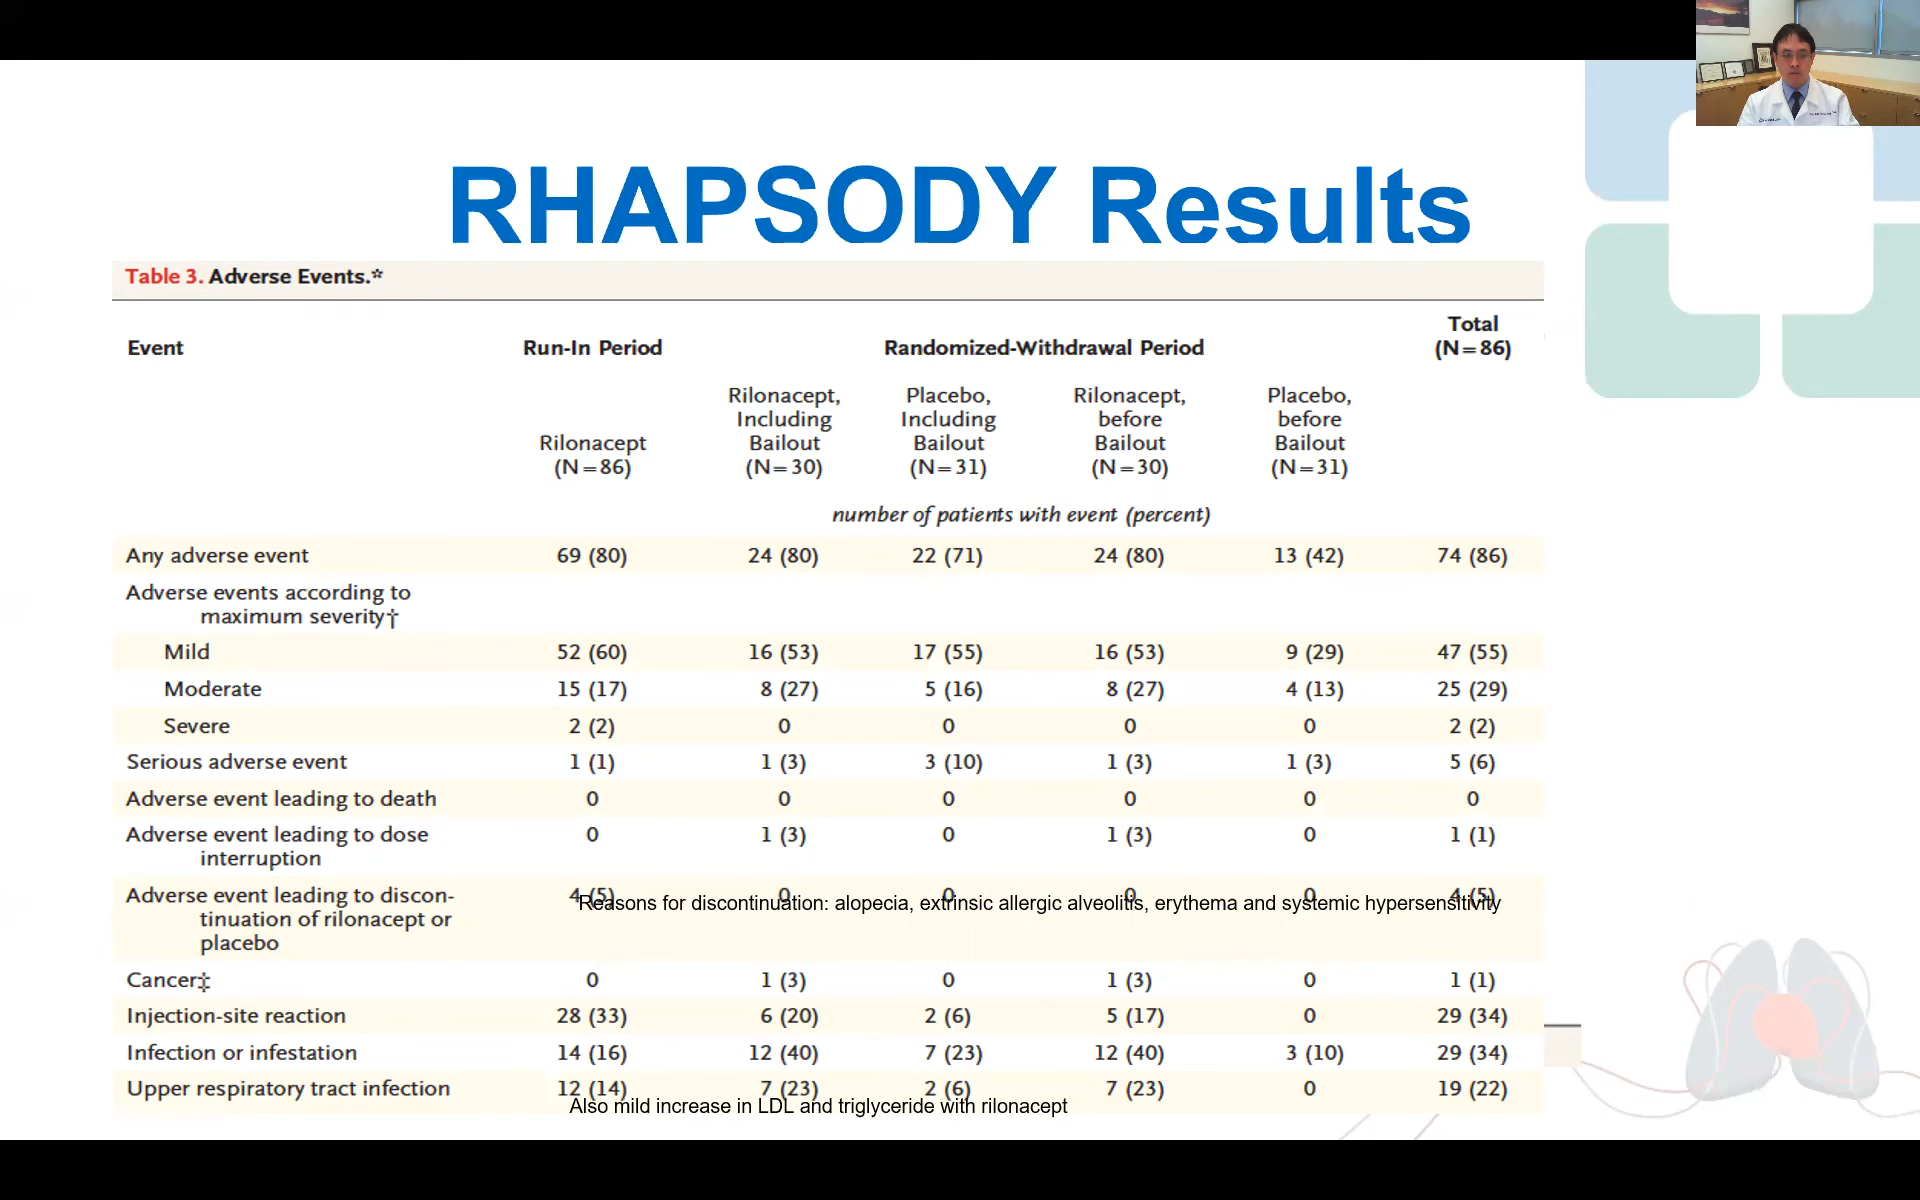 RHAPSODY Results
Table 3. Adverse Events.*
Event Run-In Period Randomized-Withdrawal Period Total (N=86)
Rilonacept (N=86) Rilonacept, Including Bailout (N=30) Placebo, Including Bailout (N=31) Rilonacept, before Bailout (N=30) Placebo, before Bailout (N=31)
number of patients with event (percent)
Any adverse event 69 (80) 24 (80) 22 (71) 24 (80) 13 (42) 74 (86)
Adverse events according to
maximum severity†
Mild 52 (60) 16 (53) 17 (55) 16 (53) 9 (29) 47 (55)
Moderate 15 (17) 8 (27) 5 (16) 8 (27) 4 (13) 25 (29)
Severe 2 (2) 0 0 0 0 2 (2)
Serious adverse event 1 (1) 1 (3) 3 (10) 1 (3) 1 (3) 5 (6)
Adverse event leading to death 0 0 0 0 0 0
Adverse event leading to dose 0 1 (3) 0 1 (3) 0 1 (1)
interruption
Adverse event leading to discon- 4 (5) 0 0 0 0 4 (5)
tinuation of rilonacept or
placebo
Reasons for discontinuation: alopecia, extrinsic allergic alveolitis, erythema and systemic hypersensitivity
Cancer‡ 0 1 (3) 0 1 (3) 0 1 (1)
Injection-site reaction 28 (33) 6 (20) 2 (6) 5 (17) 0 29 (34)
Infection or infestation 14 (16) 12 (40) 7 (23) 12 (40) 3 (10) 29 (34)
Upper respiratory tract infection 12 (14) 7 (23) 2 (6) 7 (23) 0 19 (22)
Also mild increase in LDL and triglyceride with rilonacept